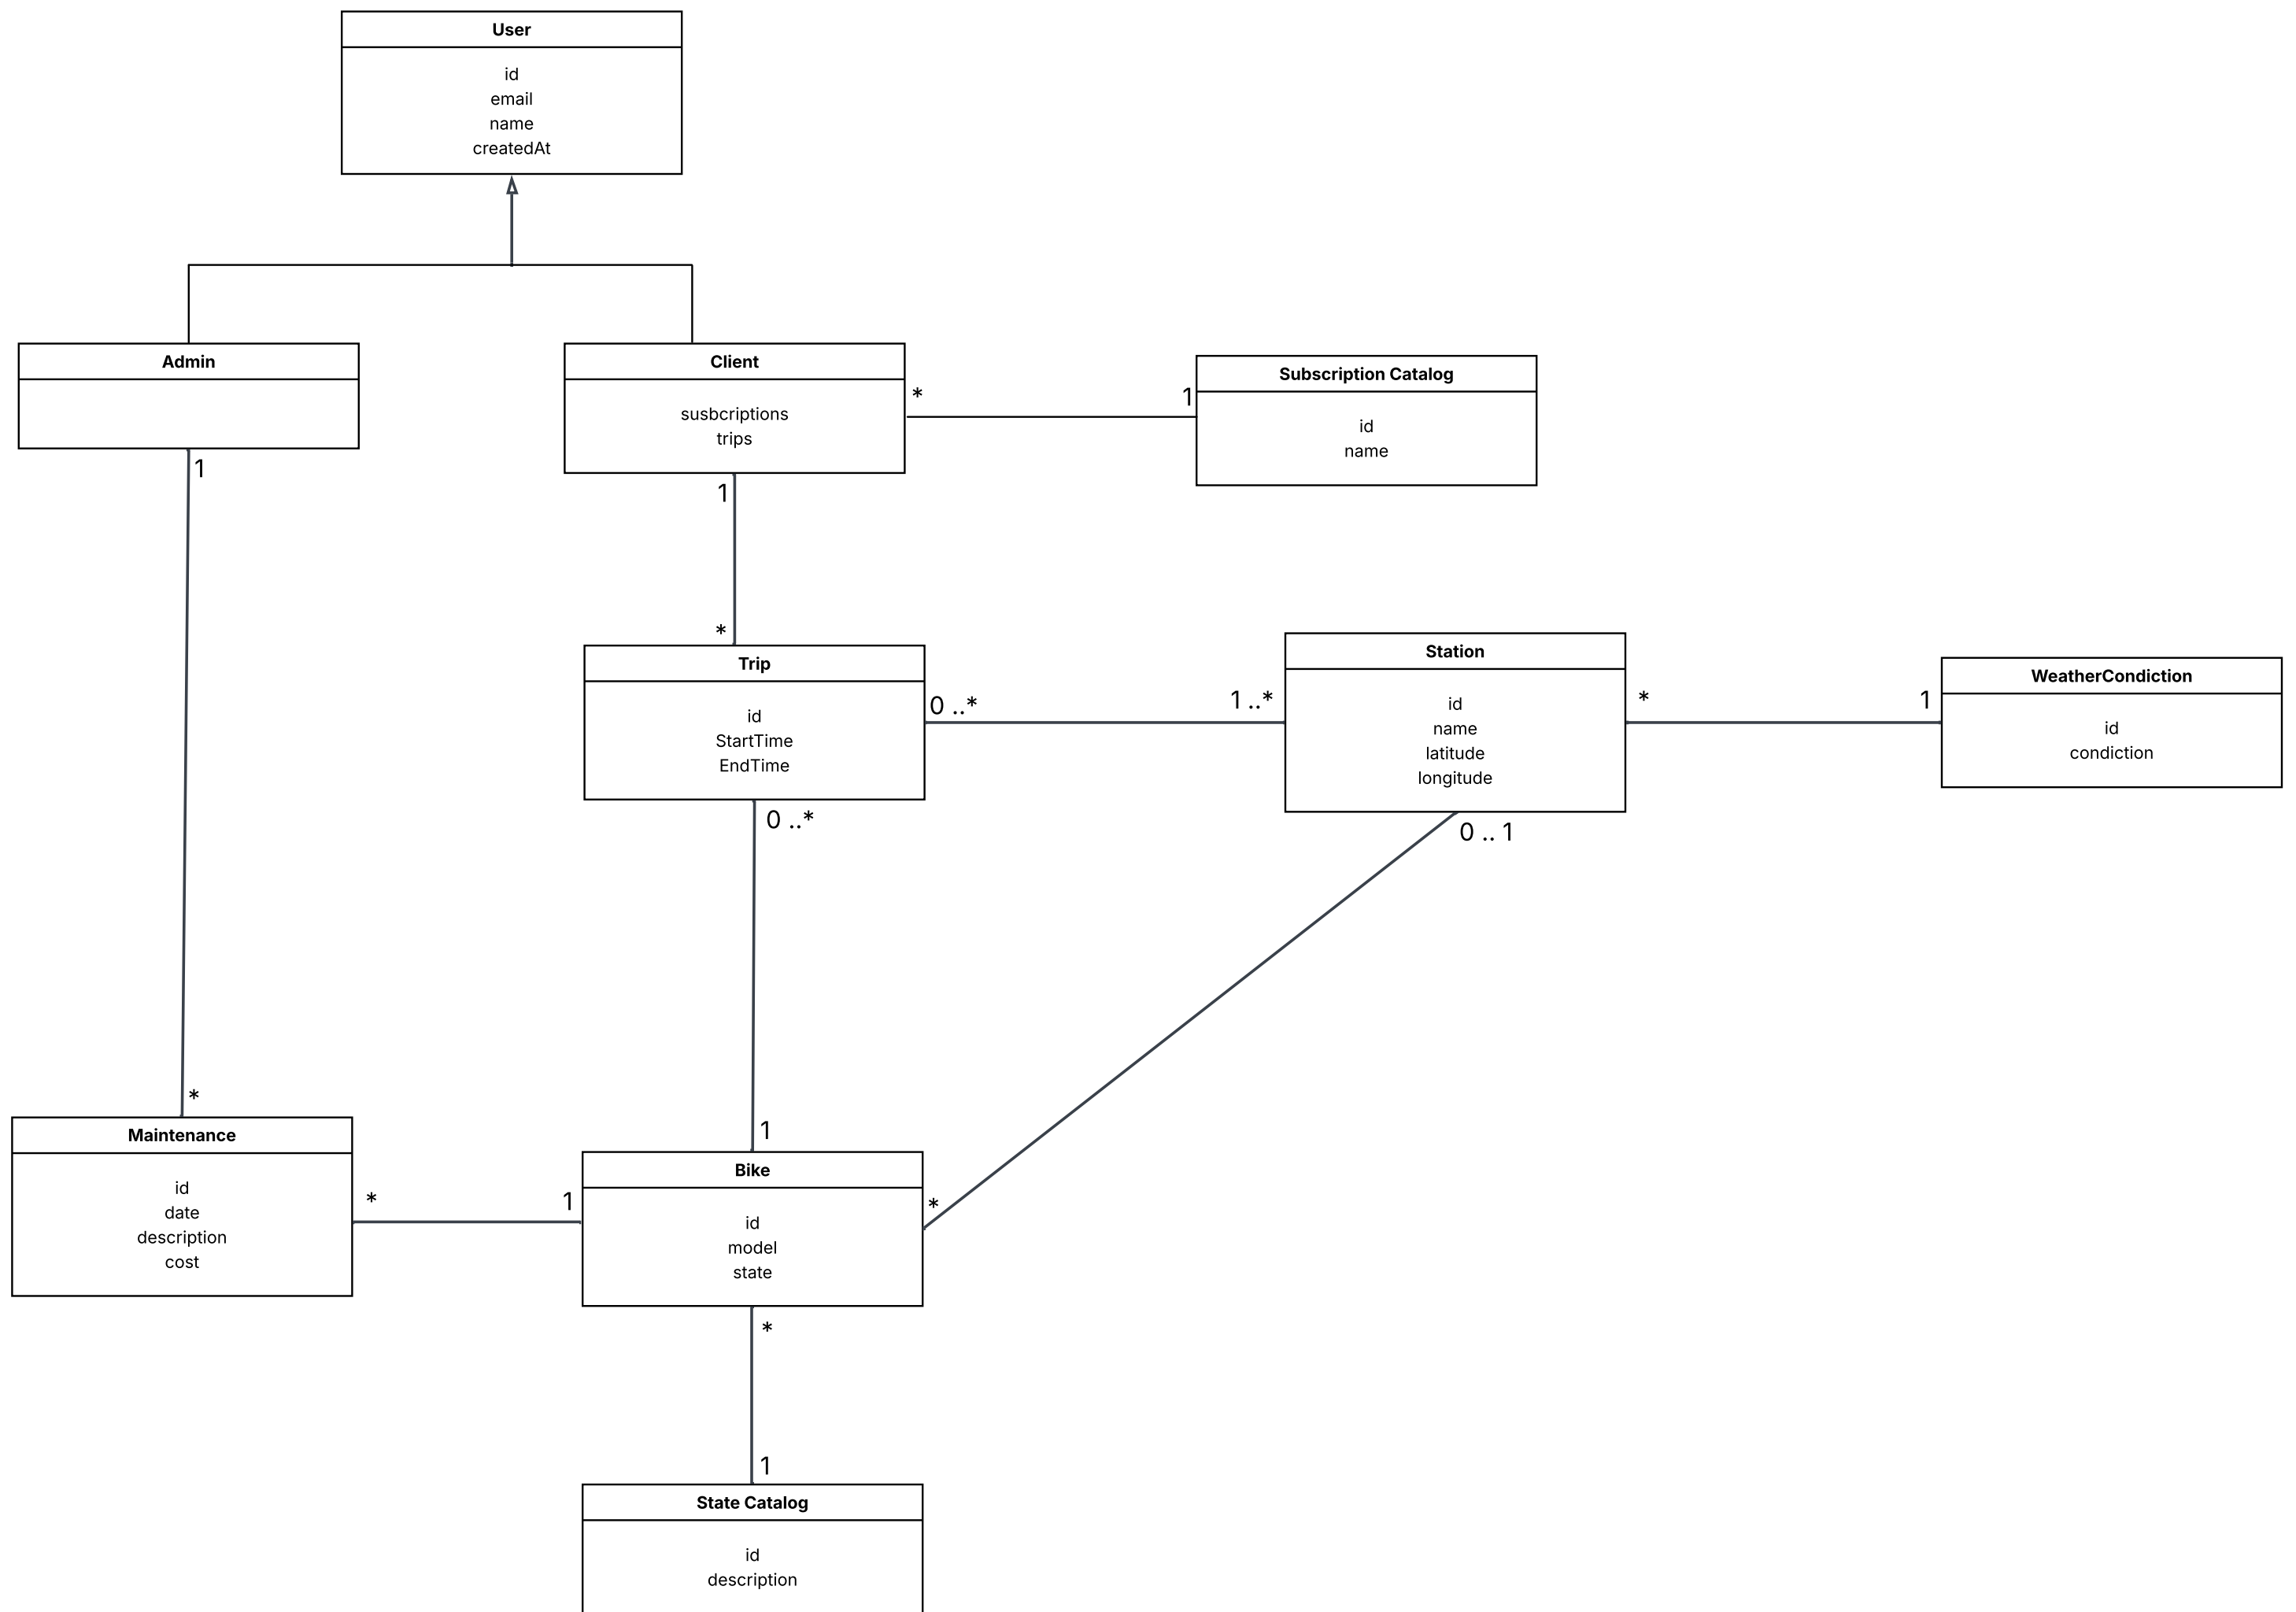 User
id
email
name
createdAt
Admin
Client
susbcriptions
trips
*
1
Subscription Catalog
id
name
1
1
*
Trip
id
StartTime
EndTime
0 ..*
1 ..*
Station
id
name
latitude
longitude
*
1
WeatherCondiction
id
condiction
0 ..*
0 .. 1
*
Maintenance
id
date
description
cost
*
1
1
Bike
id
model
state
*
*
1
State Catalog
id
description